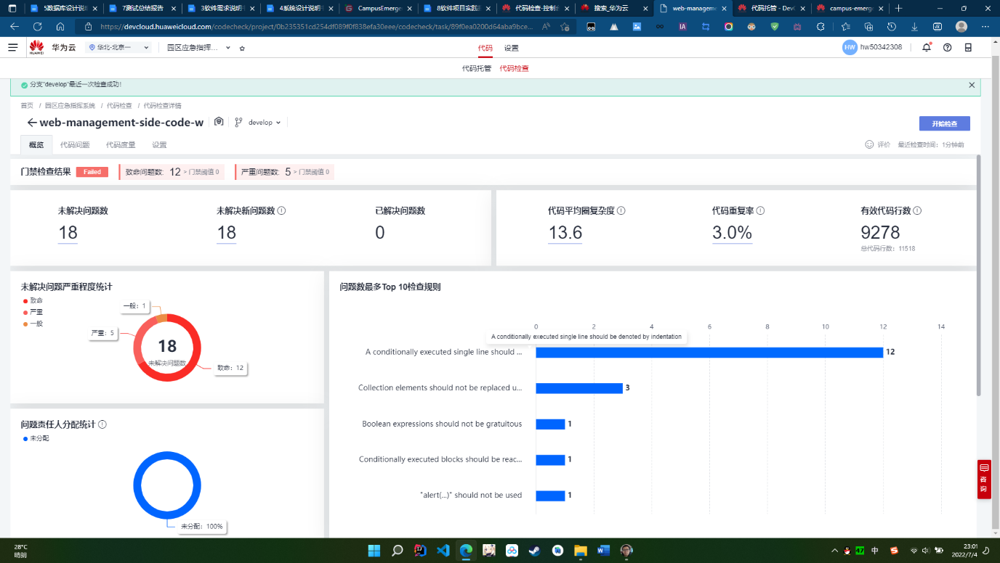 5数据库设计说明
7测试总结报告
3软件需求说明书
4系统设计说明书
CampusEmerge
8软件项目实践
代码检查-控制台
搜索_华为云
web-manageme
代码托管 - DevC
campus-emerge
https://devcloud.huaweicloud.com/codecheck/project/0b235351cd254df089f0f838efa30eee/codecheck/task/89f0ea0200d64aba9bce...
HUAWEI
华为云
华北-北京一
园区应急指挥...
代码
设置
HW
hw50342308
代码托管
代码检查
分支"develop"最近一次检查成功!
首页 / 园区应急指挥系统 / 代码检查 / 代码检查详情
web-management-side-code-w
develop
开始检查
概览
代码问题
代码度量
设置
评价
最近检查时间: 1分钟前
门禁检查结果
Failed
致命问题数: 12 > 门禁阈值 0
严重问题数: 5 > 门禁阈值 0
未解决问题数
18
未解决新问题数
18
已解决问题数
0
代码平均圈复杂度
13.6
代码重复率
3.0%
有效代码行数
9278
总代码行数: 11518
未解决问题严重程度统计
致命
严重
一般
一般: 1
严重: 5
18
未解决问题数
致命: 12
问题数最多Top 10检查规则
0 2 4 6 8 10 12 14
A conditionally executed single line should be denoted by indentation
A conditionally executed single line should ...
12
Collection elements should not be replaced u...
3
Boolean expressions should not be gratuitous
1
Conditionally executed blocks should be reac...
1
"alert(...)" should not be used
1
问题责任人分配统计
未分配
未分配: 100%
咨询
28°C
晴朗
47
中
23:01
2022/7/4